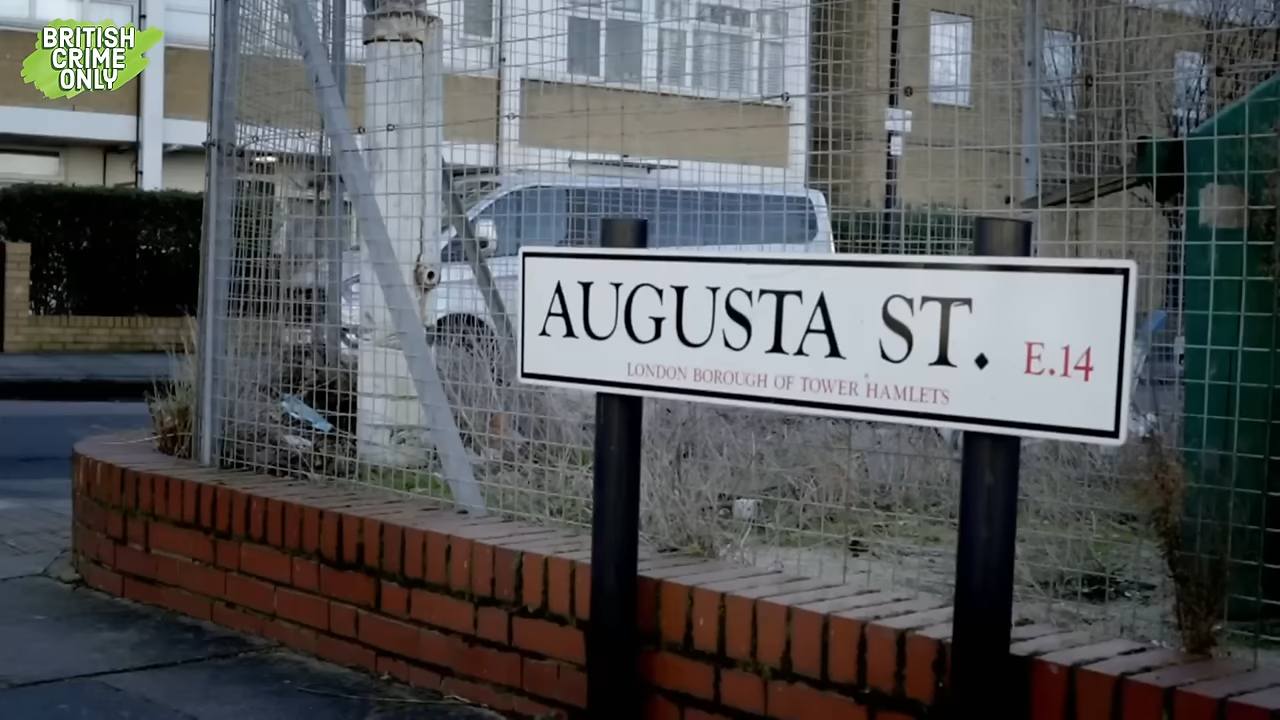 BRITISH
CRIME
ONLY
AUGUSTA ST. E.14
LONDON BOROUGH OF TOWER HAMLETS